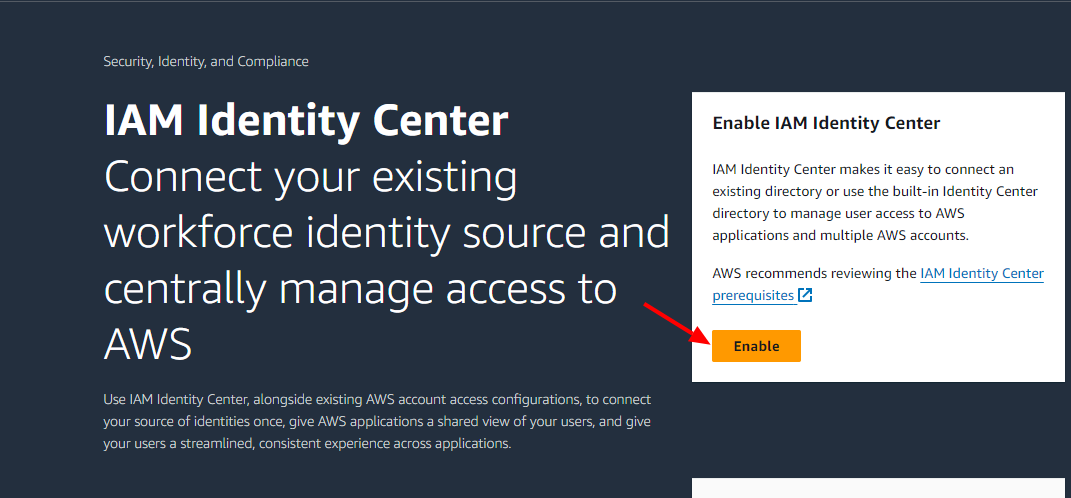 Security, Identity, and Compliance
IAM Identity Center
Connect your existing
workforce identity source and
centrally manage access to
AWS
Use IAM Identity Center, alongside existing AWS account access configurations, to connect
your source of identities once, give AWS applications a shared view of your users, and give
your users a streamlined, consistent experience across applications.
Enable IAM Identity Center
IAM Identity Center makes it easy to connect an
existing directory or use the built-in Identity Center
directory to manage user access to AWS
applications and multiple AWS accounts.
AWS recommends reviewing the IAM Identity Center
prerequisites
Enable